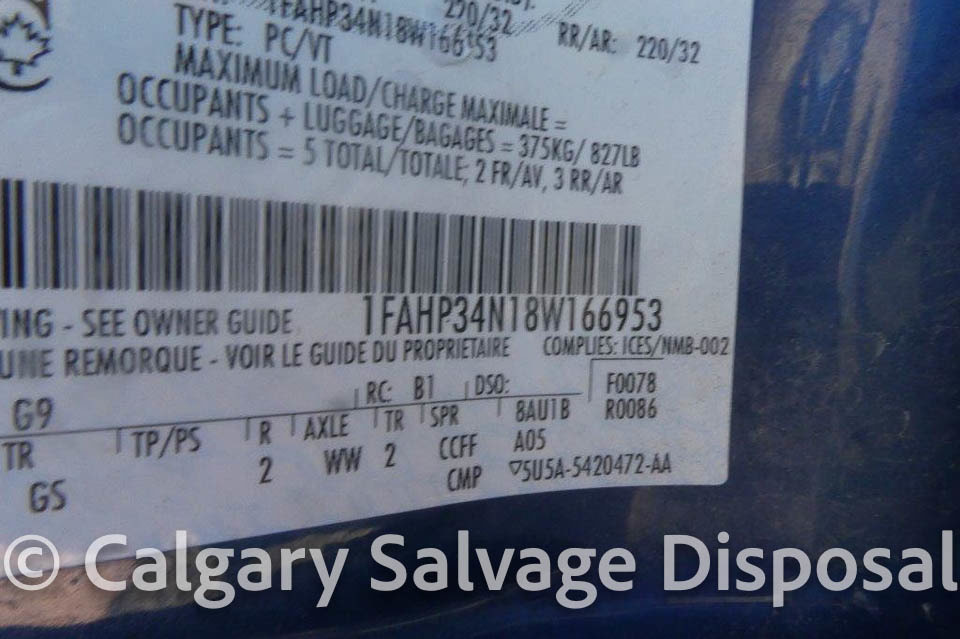 220/32
1FAHP34N18W166953
RR/AR: 220/32
TYPE: PC/VT
MAXIMUM LOAD/CHARGE MAXIMALE =
OCCUPANTS + LUGGAGE/BAGAGES = 375KG/ 827LB
OCCUPANTS = 5 TOTAL/TOTALE; 2 FR/AV, 3 RR/AR
1FAHP34N18W166953
- SEE OWNER GUIDE
UNE REMORQUE - VOIR LE GUIDE DU PROPRIETAIRE
COMPLIES: ICES/NMB-002
RC: B1 DSO: F0078
G9 R0086
TR TP/PS R AXLE TR SPR 8AU1B
2 WW 2 CCFF A05
GS CMP ▽5U5A-5420472-AA
© Calgary Salvage Disposal